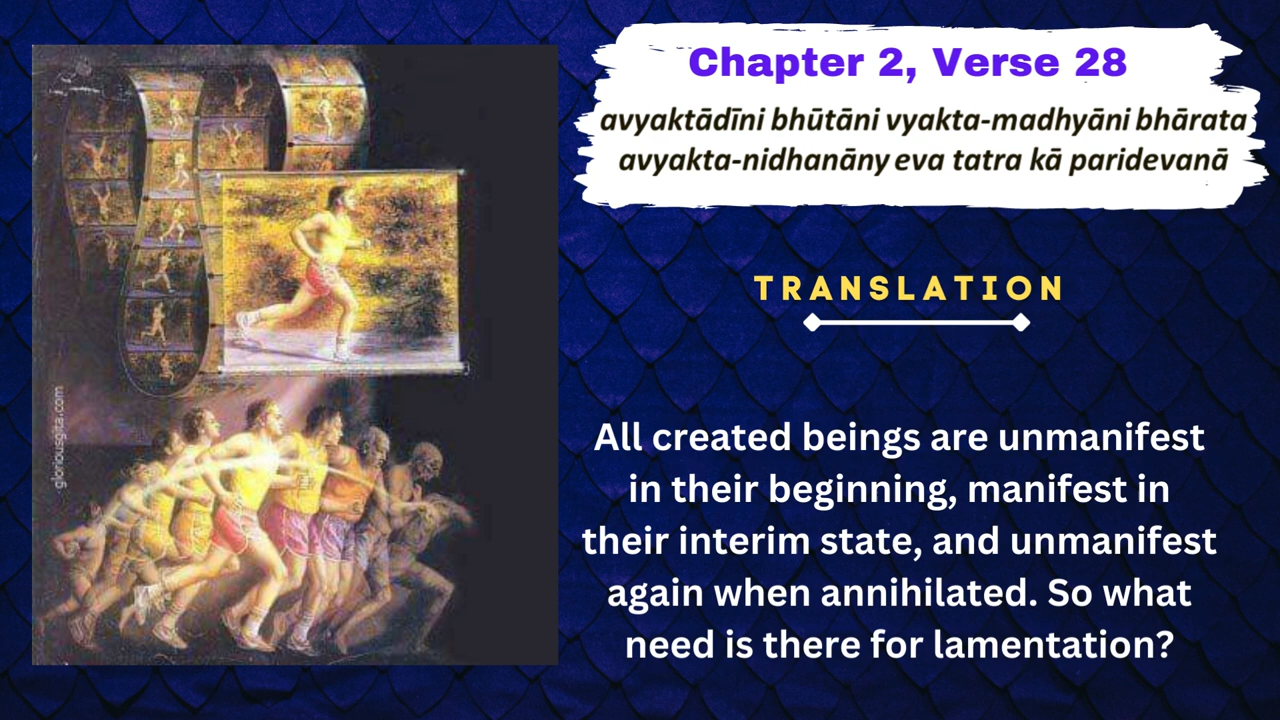 Chapter 2, Verse 28
avyaktādīni bhūtāni vyakta-madhyāni bhārata
avyakta-nidhanāny eva tatra kā paridevanā
TRANSLATION
All created beings are unmanifest
in their beginning, manifest in
their interim state, and unmanifest
again when annihilated. So what
need is there for lamentation?
gloriousgita.com